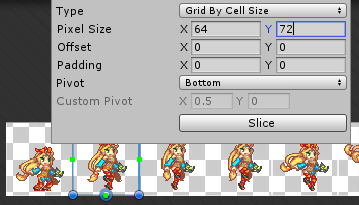 Type Grid By Cell Size
Pixel Size X 64 Y 72
Offset X 0 Y 0
Padding X 0 Y 0
Pivot Bottom
Custom Pivot X 0.5 Y 0
Slice